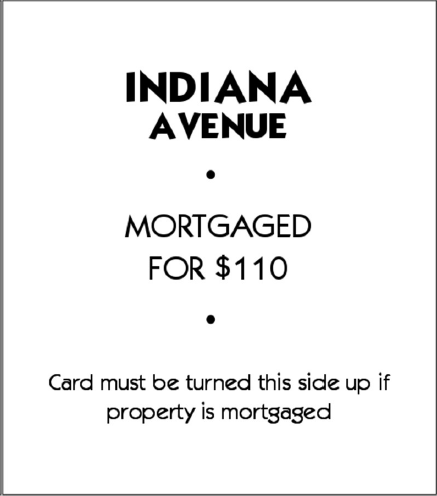 INDIANA
AVENUE
•
MORTGAGED
FOR $110
•
Card must be turned this side up if
property is mortgaged